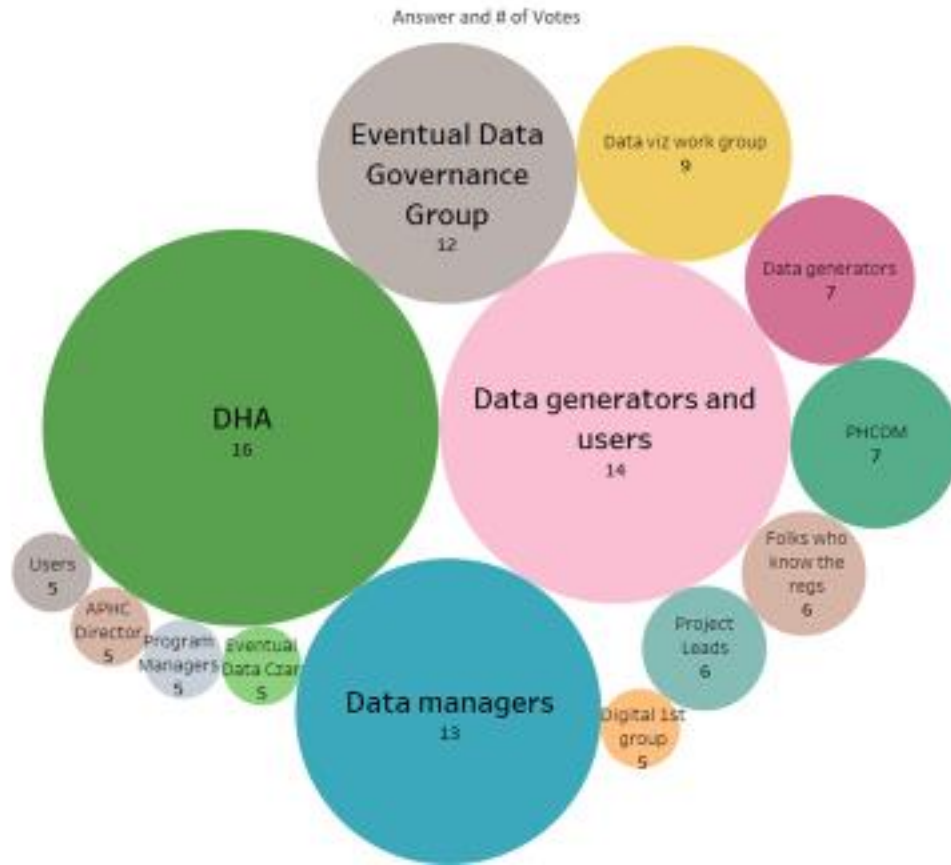 Answer and # of Votes
Eventual Data
Governance
Group
12
Data viz work group
9
Data generators
7
DHA
16
Data generators and
users
14
PHCDM
7
Folks who
know the
regs
6
Users
5
APHC
Director
5
Program
Managers
5
Eventual
Data Czar
5
Data managers
13
Project
Leads
6
Digital 1st
group
5